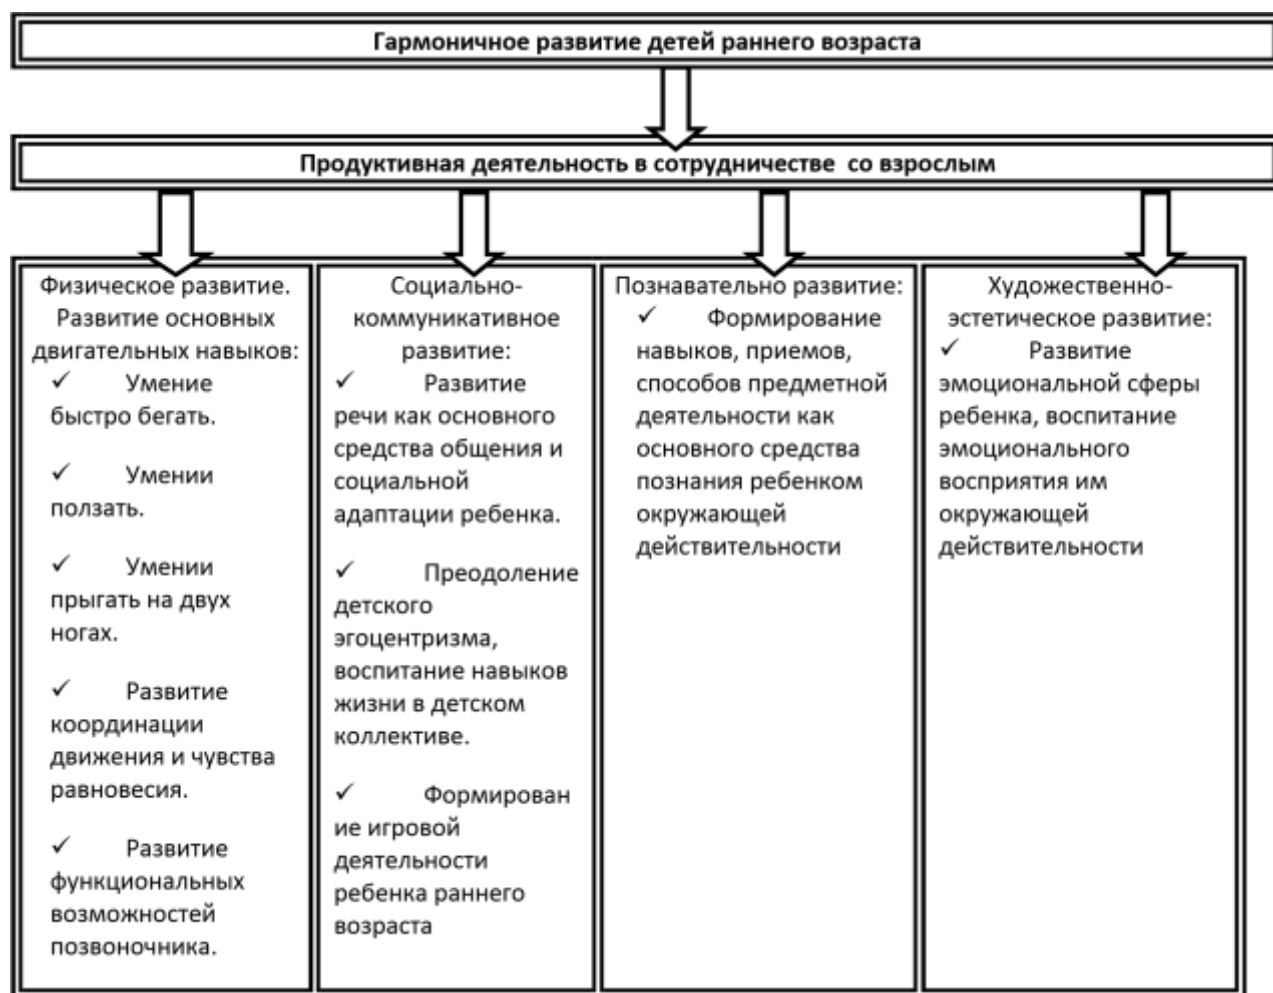 Гармоничное развитие детей раннего возраста
Продуктивная деятельность в сотрудничестве со взрослым
Физическое развитие.
Развитие основных
двигательных навыков:
✓ Умение
быстро бегать.
✓ Умении
ползать.
✓ Умении
прыгать на двух
ногах.
✓ Развитие
координации
движения и чувства
равновесия.
✓ Развитие
функциональных
возможностей
позвоночника.
Социально-
коммуникативное
развитие:
✓ Развитие
речи как основного
средства общения и
социальной
адаптации ребенка.
✓ Преодоление
детского
эгоцентризма,
воспитание навыков
жизни в детском
коллективе.
✓ Формирован
ие игровой
деятельности
ребенка раннего
возраста
Познавательно развитие:
✓ Формирование
навыков, приемов,
способов предметной
деятельности как
основного средства
познания ребенком
окружающей
действительности
Художественно-
эстетическое развитие:
✓ Развитие
эмоциональной сферы
ребенка, воспитание
эмоционального
восприятия им
окружающей
действительности